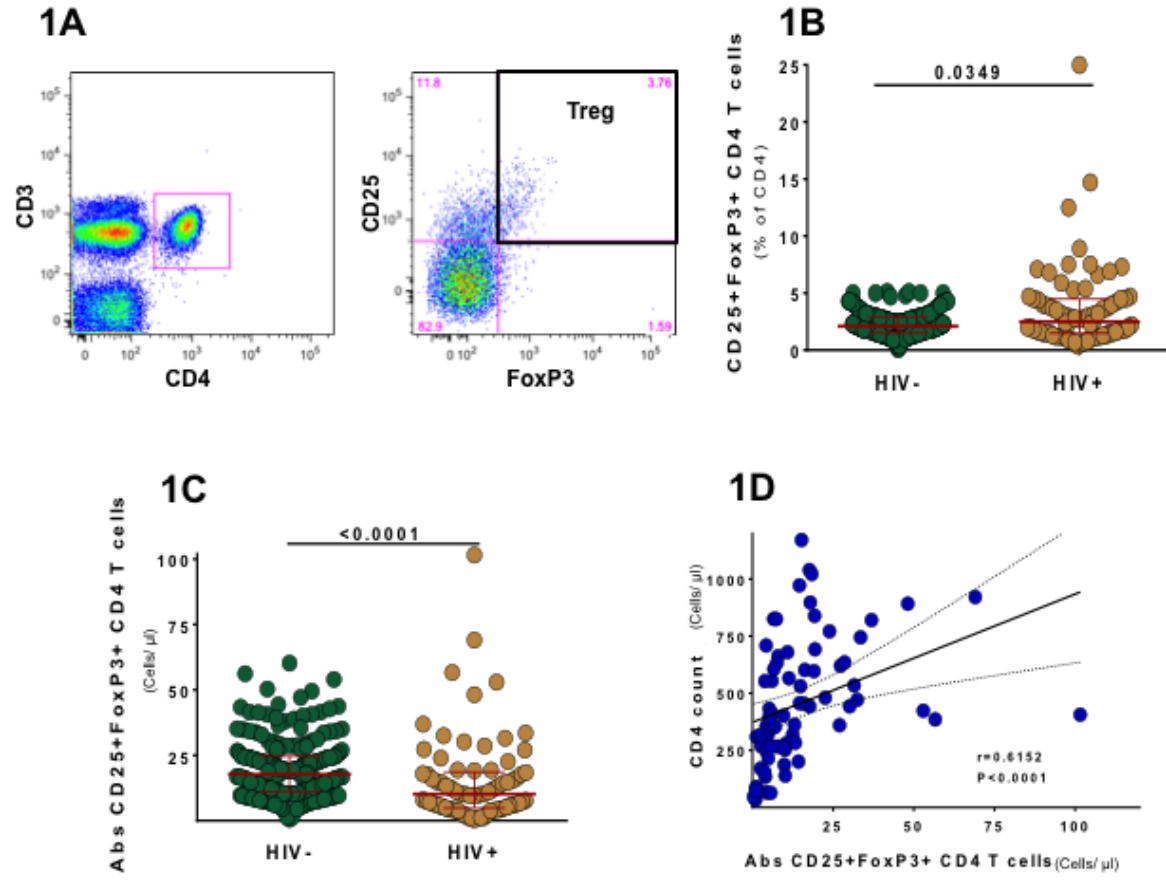 1A
CD3
10⁵
10⁴
10³
10²
0
0 10² 10³ 10⁴ 10⁵
CD4
CD25
10⁵
10⁴
10³
0
11.8
3.76
Treg
82.9
1.59
0 10² 10³ 10⁴ 10⁵
FoxP3
1B
CD25+FoxP3+ CD4 T cells
(% of CD4)
25
20
15
10
5
0
0.0349
HIV-
HIV+
1C
Abs CD25+FoxP3+ CD4 T cells
(Cells/ µl)
100
75
50
25
<0.0001
HIV-
HIV+
1D
CD4 count (Cells/ µl)
1000
750
500
250
r=0.6152
P<0.0001
25 50 75 100
Abs CD25+FoxP3+ CD4 T cells (Cells/ µl)